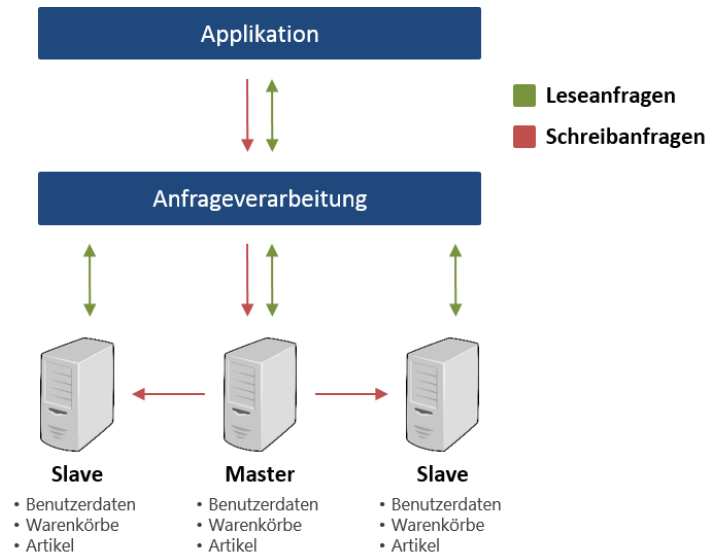 Applikation
Leseanfragen
Schreibanfragen
Anfrageverarbeitung
Slave
Master
Slave
• Benutzerdaten
• Warenkörbe
• Artikel
• Benutzerdaten
• Warenkörbe
• Artikel
• Benutzerdaten
• Warenkörbe
• Artikel